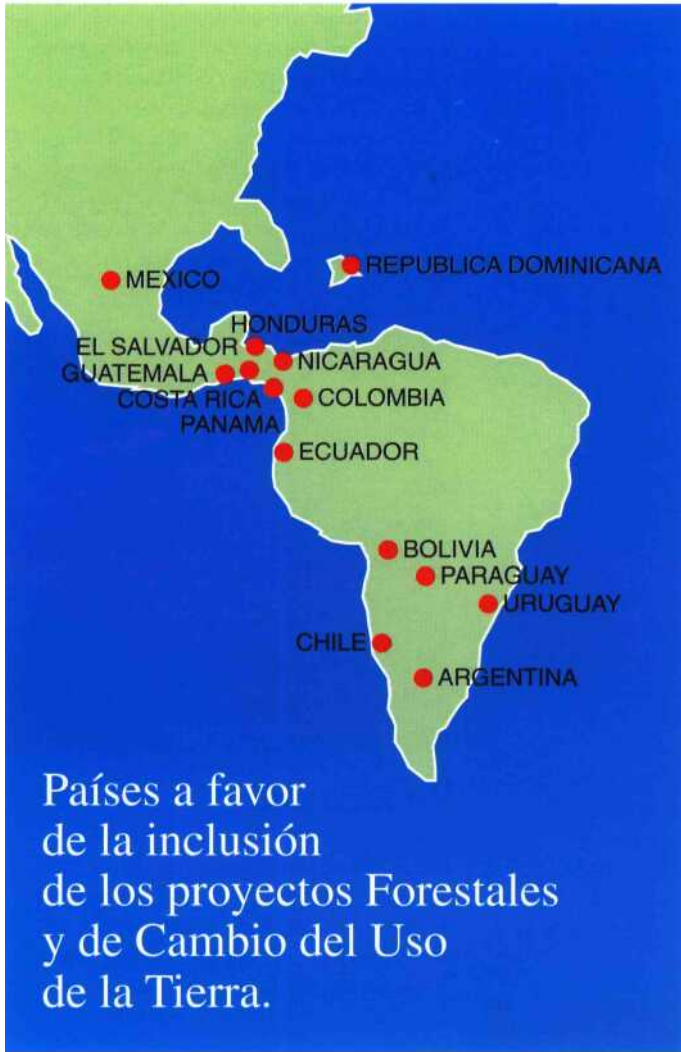 REPUBLICA DOMINICANA
MEXICO
HONDURAS
EL SALVADOR
NICARAGUA
GUATEMALA
COSTA RICA
COLOMBIA
PANAMA
ECUADOR
BOLIVIA
PARAGUAY
URUGUAY
CHILE
ARGENTINA
Países a favor
de la inclusión
de los proyectos Forestales
y de Cambio del Uso
de la Tierra.